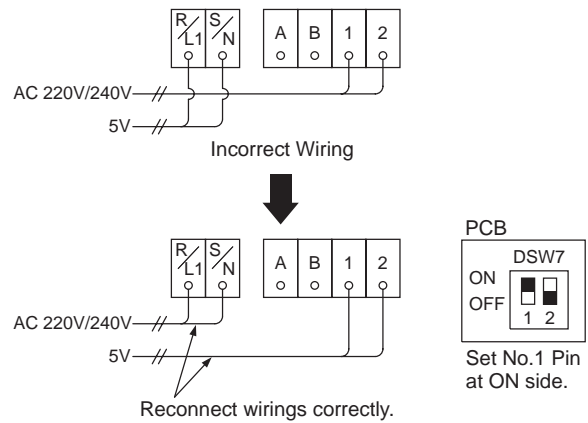 R/L1 S/N A B 1 2
AC 220V/240V
5V
Incorrect Wiring
R/L1 S/N A B 1 2
AC 220V/240V
5V
Reconnect wirings correctly.
PCB
DSW7
ON
OFF
1 2
Set No.1 Pin
at ON side.